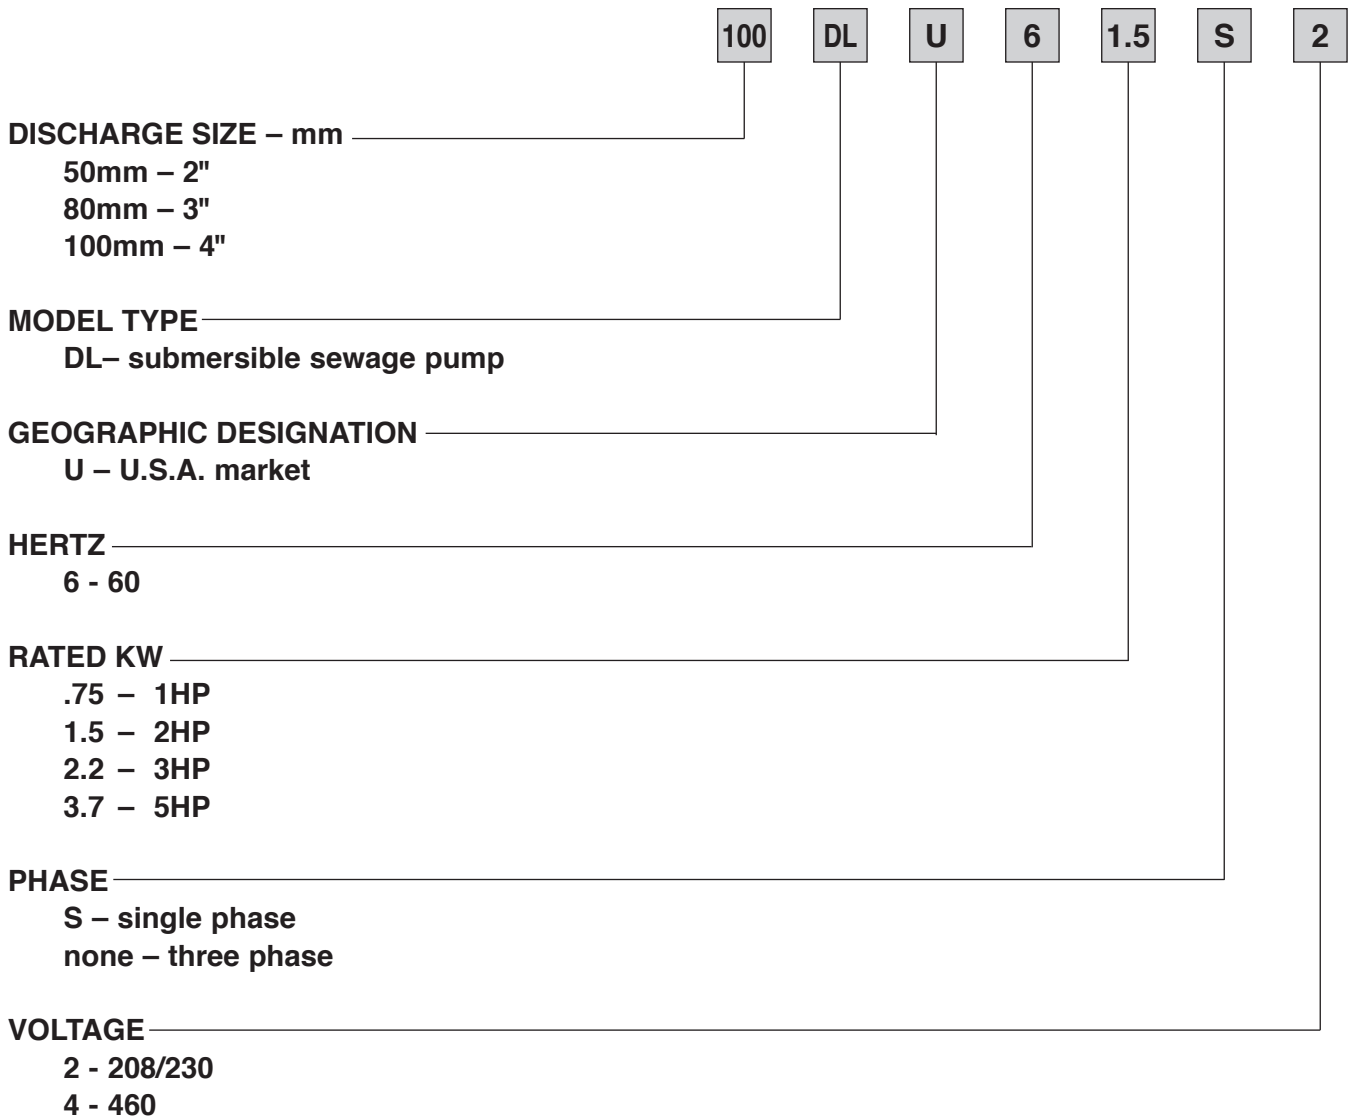 100 DL U 6 1.5 S 2
DISCHARGE SIZE – mm
50mm – 2"
80mm – 3"
100mm – 4"
MODEL TYPE
DL– submersible sewage pump
GEOGRAPHIC DESIGNATION
U – U.S.A. market
HERTZ
6 - 60
RATED KW
.75 – 1HP
1.5 – 2HP
2.2 – 3HP
3.7 – 5HP
PHASE
S – single phase
none – three phase
VOLTAGE
2 - 208/230
4 - 460